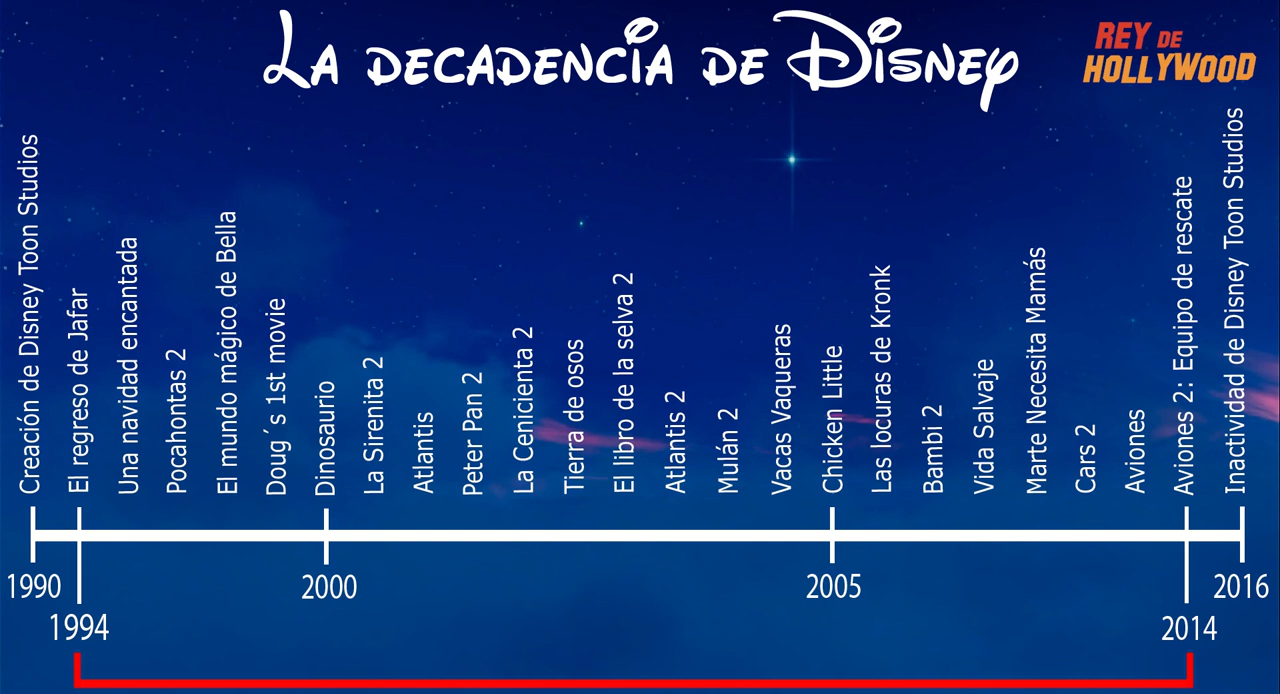 La decadencia de Disney
REY DE
HOLLYWOOD
Creación de Disney Toon Studios
El regreso de Jafar
Una navidad encantada
Pocahontas 2
El mundo mágico de Bella
Doug´s 1st movie
Dinosaurio
La Sirenita 2
Atlantis
Peter Pan 2
La Cenicienta 2
Tierra de osos
El libro de la selva 2
Atlantis 2
Mulán 2
Vacas Vaqueras
Chicken Little
Las locuras de Kronk
Bambi 2
Vida Salvaje
Marte Necesita Mamás
Cars 2
Aviones
Aviones 2: Equipo de rescate
Inactividad de Disney Toon Studios
1990
2000
2005
2016
1994
2014